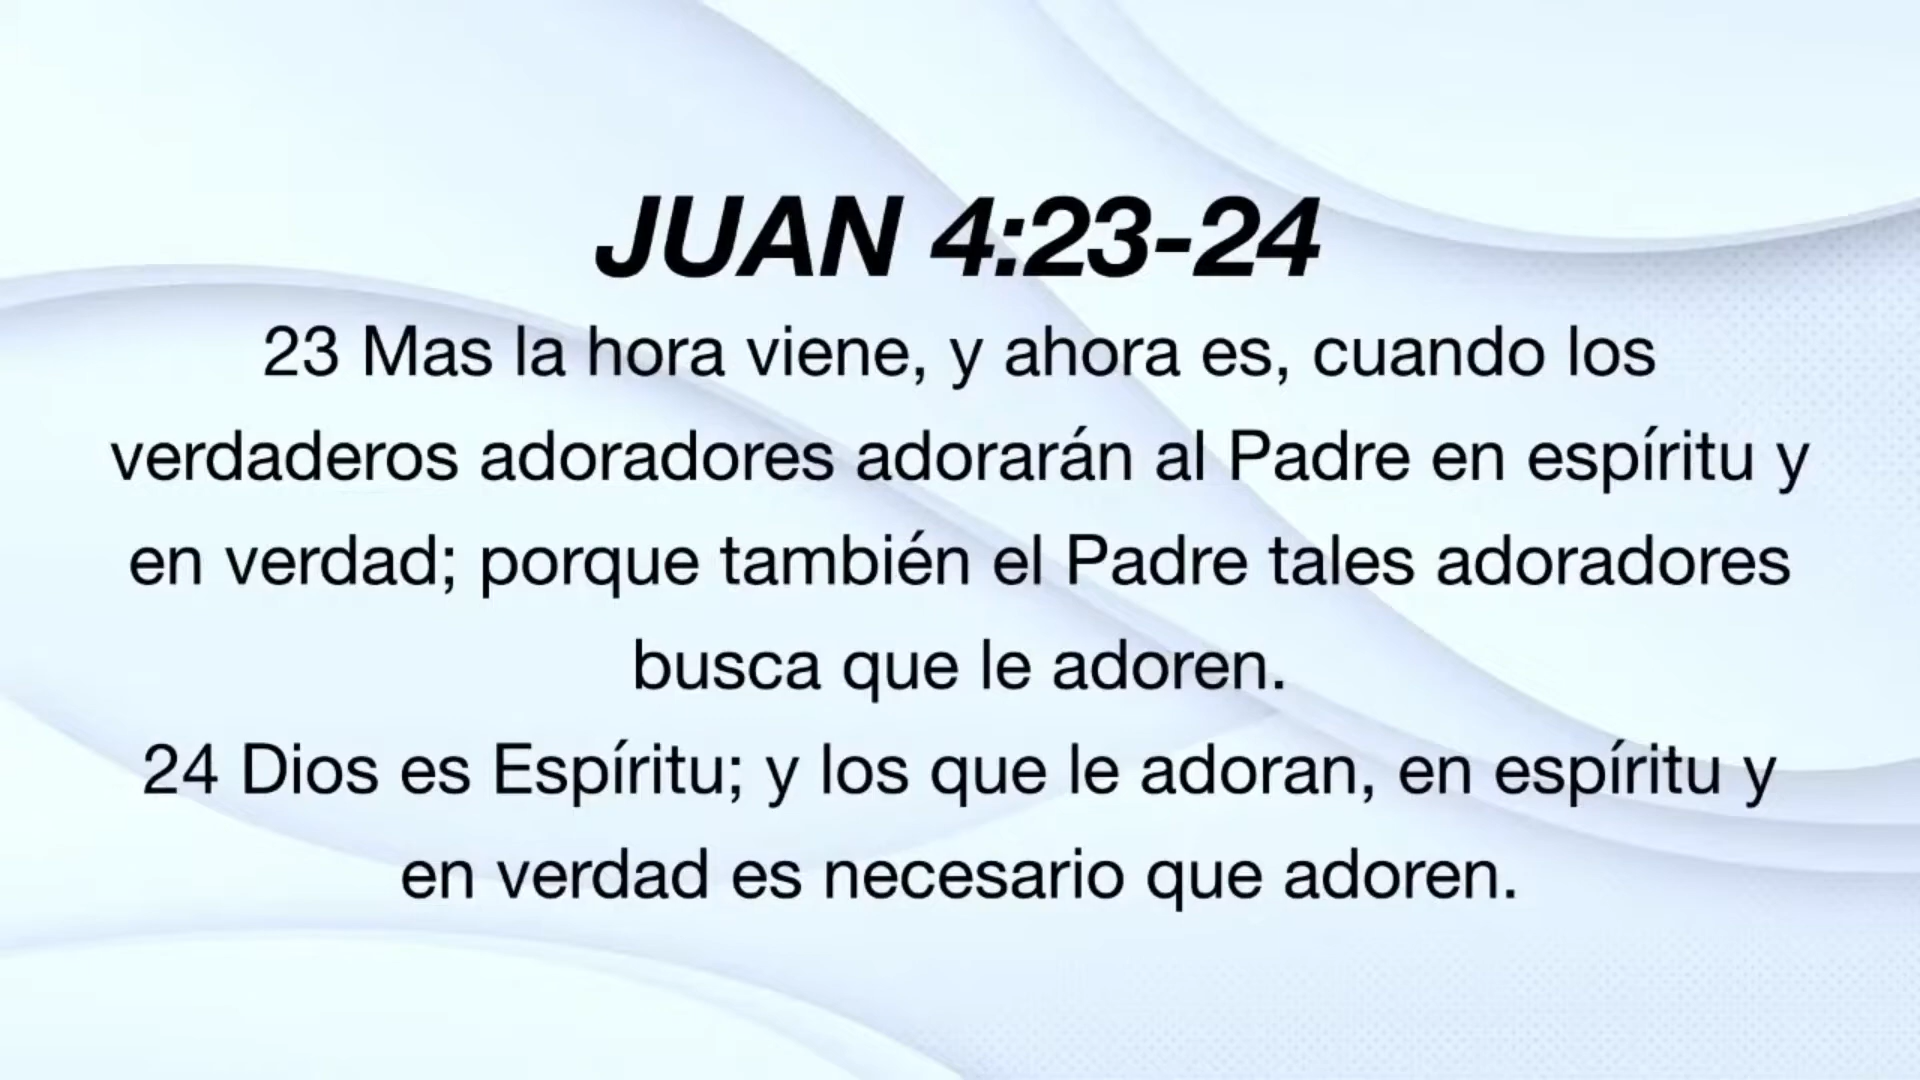 JUAN 4:23-24
23 Mas la hora viene, y ahora es, cuando los
verdaderos adoradores adorarán al Padre en espíritu y
en verdad; porque también el Padre tales adoradores
busca que le adoren.
24 Dios es Espíritu; y los que le adoran, en espíritu y
en verdad es necesario que adoren.